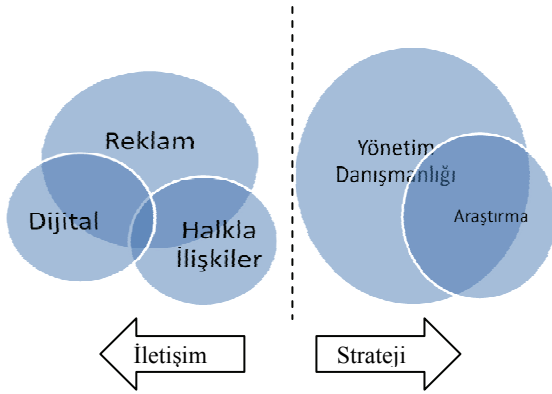 Reklam
Dijital
Halkla
İlişkiler
Yönetim
Danışmanlığı
Araştırma
İletişim
Strateji